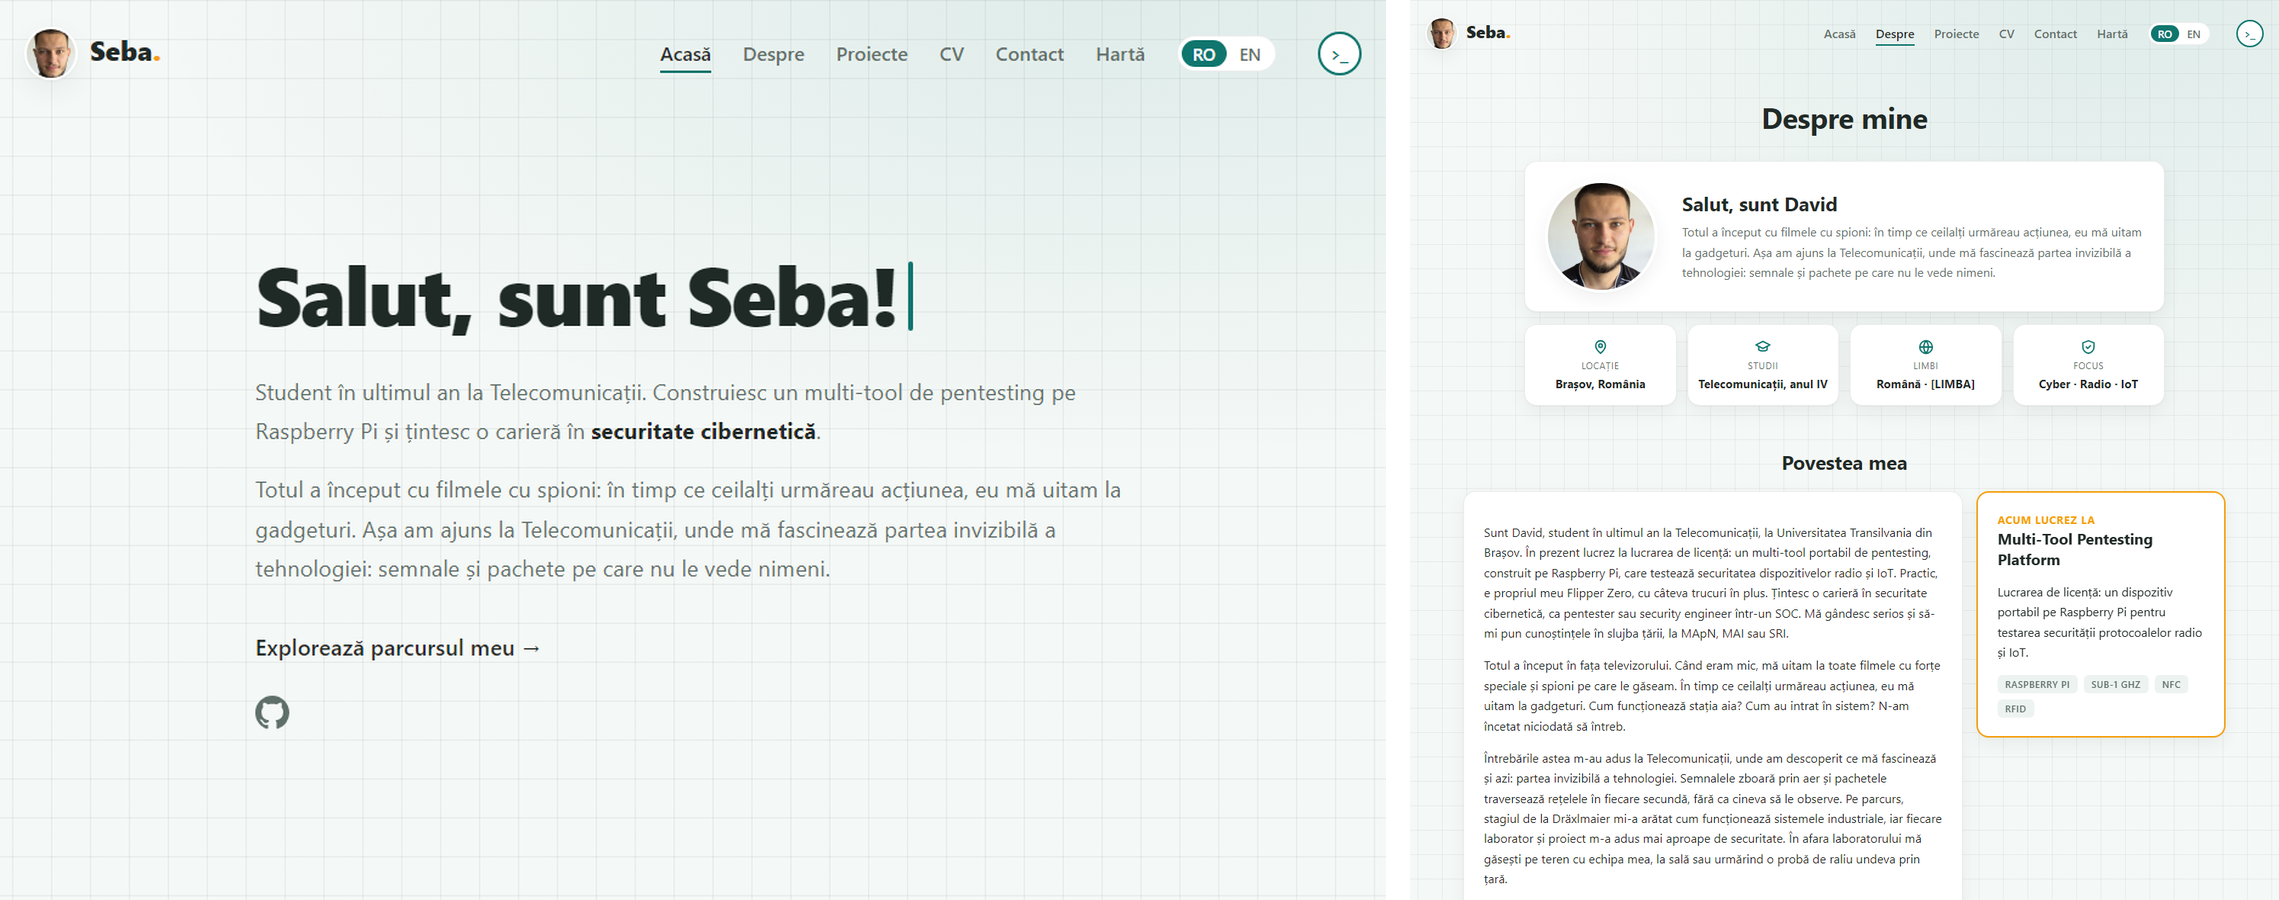 Seba.
Acasă Despre Proiecte CV Contact Hartă RO EN >_
Salut, sunt Seba!
Student în ultimul an la Telecomunicații. Construiesc un multi-tool de pentesting pe
Raspberry Pi și țintesc o carieră în securitate cibernetică.
Totul a început cu filmele cu spioni: în timp ce ceilalți urmăreau acțiunea, eu mă uitam la
gadgeturi. Așa am ajuns la Telecomunicații, unde mă fascinează partea invizibilă a
tehnologiei: semnale și pachete pe care nu le vede nimeni.
Explorează parcursul meu →
Seba.
Acasă Despre Proiecte CV Contact Hartă RO EN >_
Despre mine
Salut, sunt David
Totul a început cu filmele cu spioni: în timp ce ceilalți urmăreau acțiunea, eu mă uitam
la gadgeturi. Așa am ajuns la Telecomunicații, unde mă fascinează partea invizibilă a
tehnologiei: semnale și pachete pe care nu le vede nimeni.
LOCAȚIE
Brașov, România
STUDII
Telecomunicații, anul IV
LIMBI
Română · [LIMBA]
FOCUS
Cyber · Radio · IoT
Povestea mea
Sunt David, student în ultimul an la Telecomunicații, la Universitatea Transilvania din
Brașov. În prezent lucrez la lucrarea de licență: un multi-tool portabil de pentesting,
construit pe Raspberry Pi, care testează securitatea dispozitivelor radio și IoT. Practic,
e propriul meu Flipper Zero, cu câteva trucuri în plus. Țintesc o carieră în securitate
cibernetică, ca pentester sau security engineer într-un SOC. Mă gândesc serios și să-
mi pun cunoștințele în slujba țării, la MApN, MAI sau SRI.
Totul a început în fața televizorului. Când eram mic, mă uitam la toate filmele cu forțe
speciale și spioni pe care le găseam. În timp ce ceilalți urmăreau acțiunea, eu mă
uitam la gadgeturi. Cum funcționează stația aia? Cum au intrat în sistem? N-am
încetat niciodată să întreb.
Întrebările astea m-au adus la Telecomunicații, unde am descoperit ce mă fascinează
și azi: partea invizibilă a tehnologiei. Semnalele zboară prin aer și pachetele
traversează rețelele în fiecare secundă, fără ca cineva să le observe. Pe parcurs,
stagiul de la Dräxlmaier mi-a arătat cum funcționează sistemele industriale, iar fiecare
laborator și proiect m-a adus mai aproape de securitate. În afara laboratorului mă
găsești pe teren cu echipa mea, la sală sau urmărind o probă de raliu undeva prin
țară.
ACUM LUCREZ LA
Multi-Tool Pentesting
Platform
Lucrarea de licență: un dispozitiv
portabil pe Raspberry Pi pentru
testarea securității protocoalelor radio
și IoT.
RASPBERRY PI SUB-1 GHZ NFC
RFID